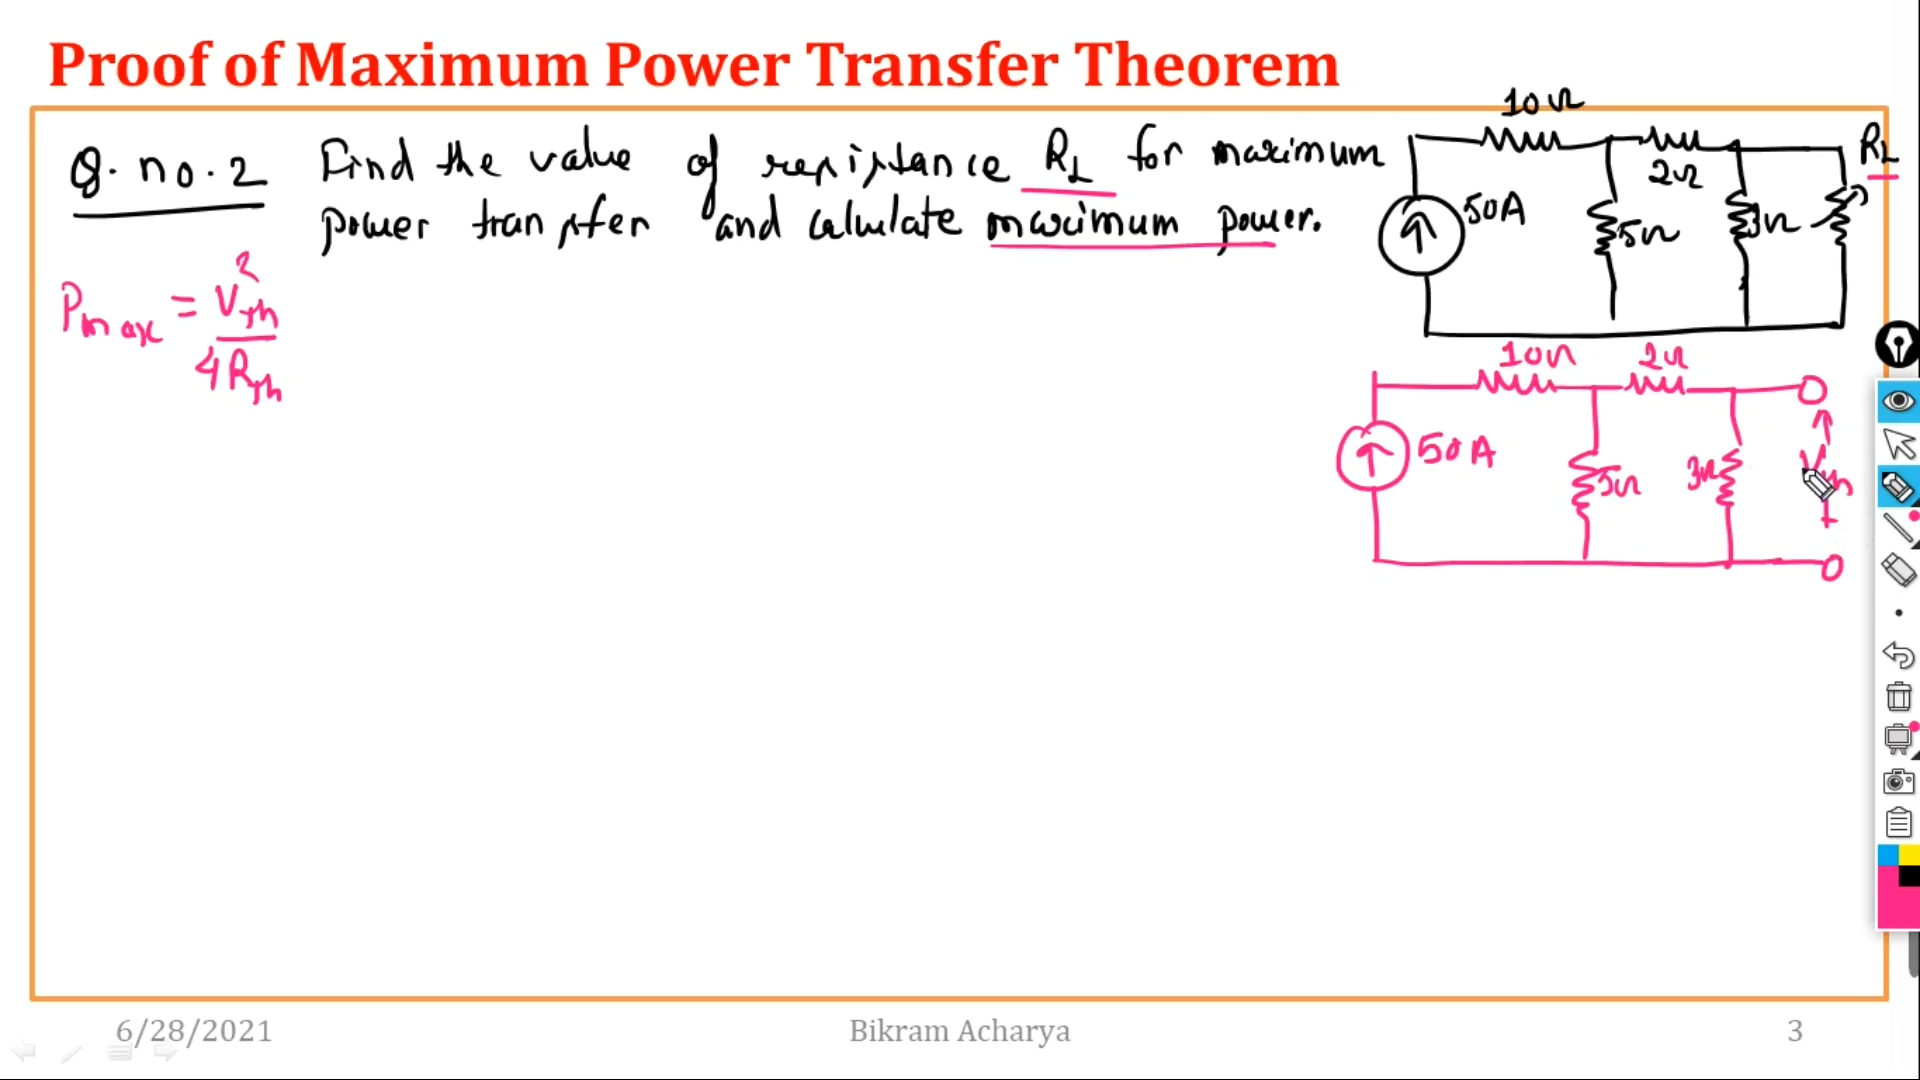 Proof of Maximum Power Transfer Theorem
Q. no. 2 Find the value of resistance RL for maximum
power transfer and calculate maximum power.
10Ω
2Ω
RL
50A
5Ω
3Ω
Pmax = Vth²
4Rth
10Ω 2Ω
50A
5Ω
3Ω
Vth
6/28/2021 Bikram Acharya 3